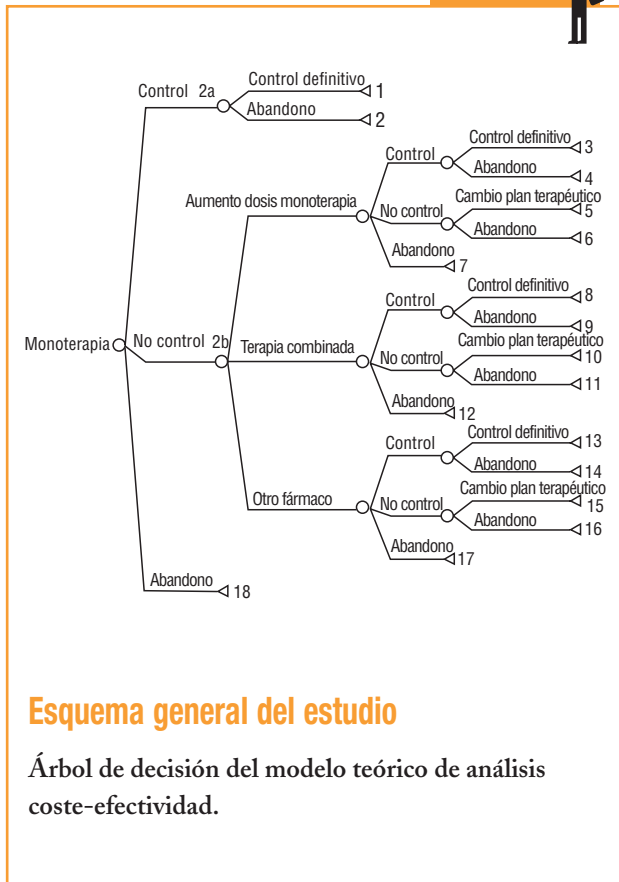 Control 2a
Control definitivo
1
Abandono
2
Monoterapia
No control 2b
Aumento dosis monoterapia
Control
Control definitivo
3
Abandono
4
No control
Cambio plan terapéutico
5
Abandono
6
Abandono
7
Terapia combinada
Control
Control definitivo
8
Abandono
9
No control
Cambio plan terapéutico
10
Abandono
11
Abandono
12
Otro fármaco
Control
Control definitivo
13
Abandono
14
No control
Cambio plan terapéutico
15
Abandono
16
Abandono
17
Abandono
18
Esquema general del estudio
Árbol de decisión del modelo teórico de análisis
coste-efectividad.